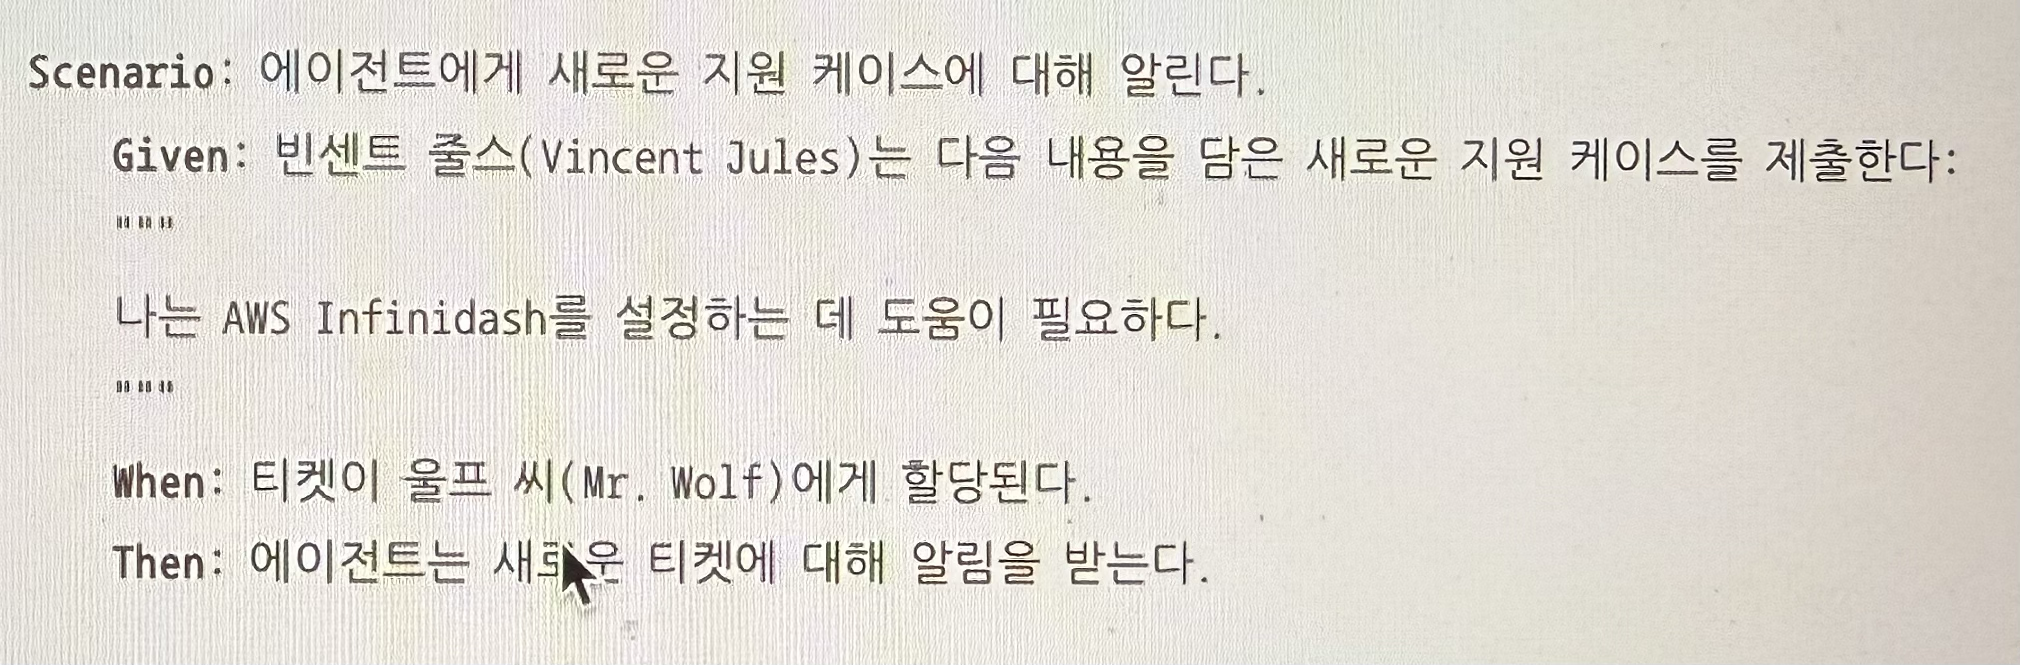 Scenario: 에이전트에게 새로운 지원 케이스에 대해 알린다.
Given: 빈센트 줄스(Vincent Jules)는 다음 내용을 담은 새로운 지원 케이스를 제출한다:
"""
나는 AWS Infinidash를 설정하는 데 도움이 필요하다.
"""
When: 티켓이 울프 씨(Mr. Wolf)에게 할당된다.
Then: 에이전트는 새로운 티켓에 대해 알림을 받는다.